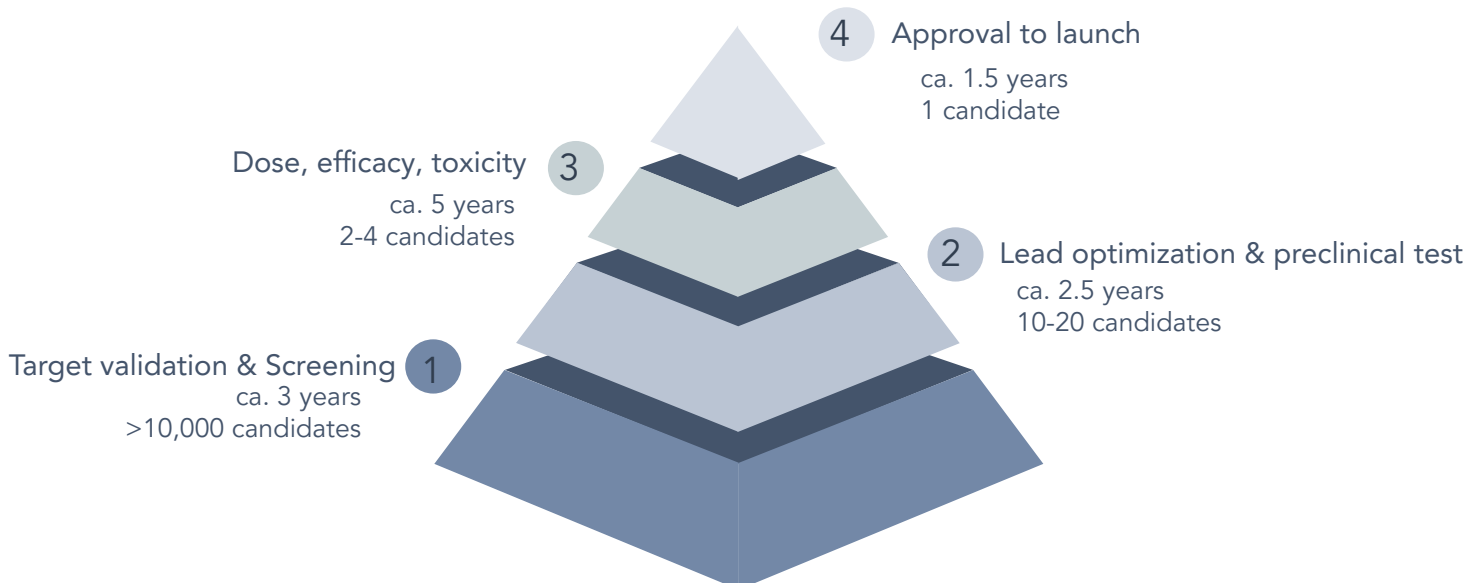 4
Approval to launch
ca. 1.5 years
1 candidate
Dose, efficacy, toxicity
3
ca. 5 years
2-4 candidates
2
Lead optimization & preclinical test
ca. 2.5 years
10-20 candidates
Target validation & Screening
1
ca. 3 years
>10,000 candidates